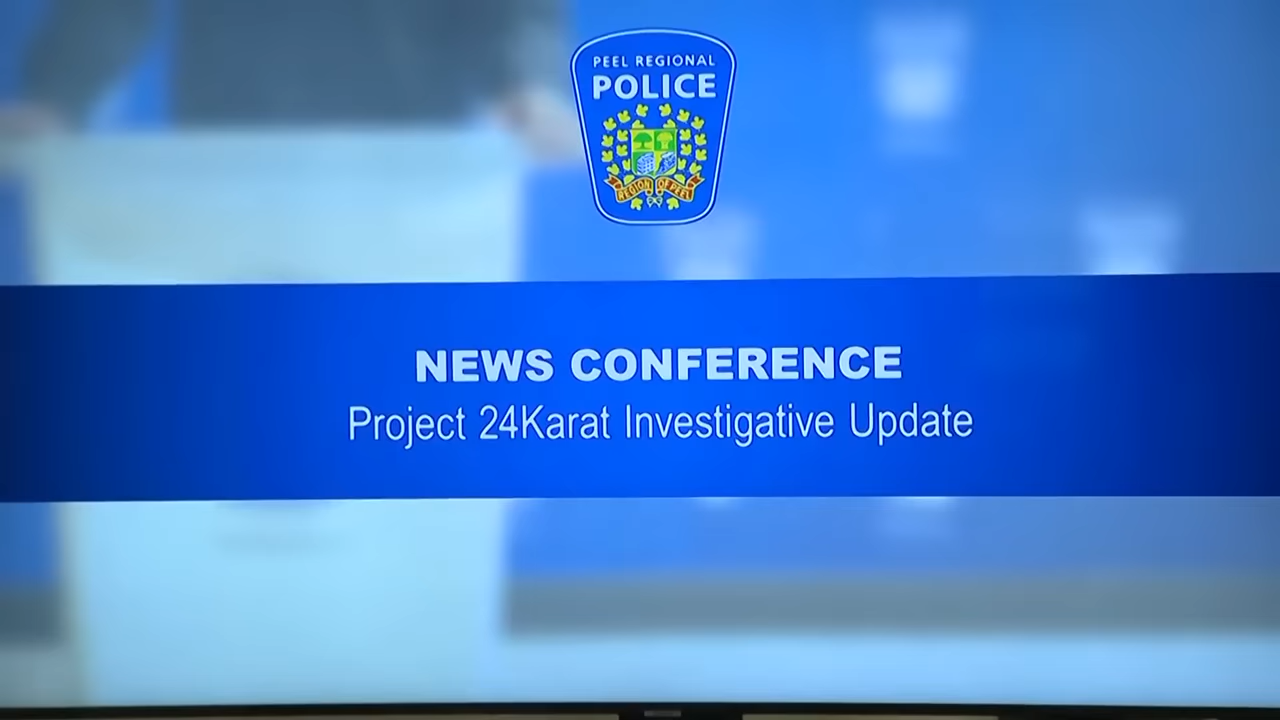 PEEL REGIONAL
POLICE
REGION OF PEEL
NEWS CONFERENCE
Project 24Karat Investigative Update